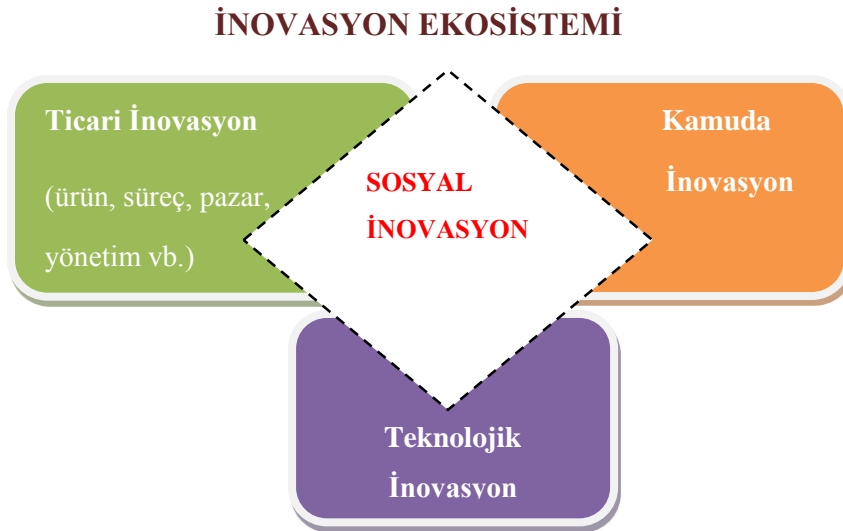 İNOVASYON EKOSİSTEMİ
Ticari İnovasyon
(ürün, süreç, pazar,
yönetim vb.)
SOSYAL
İNOVASYON
Kamuda
İnovasyon
Teknolojik
İnovasyon